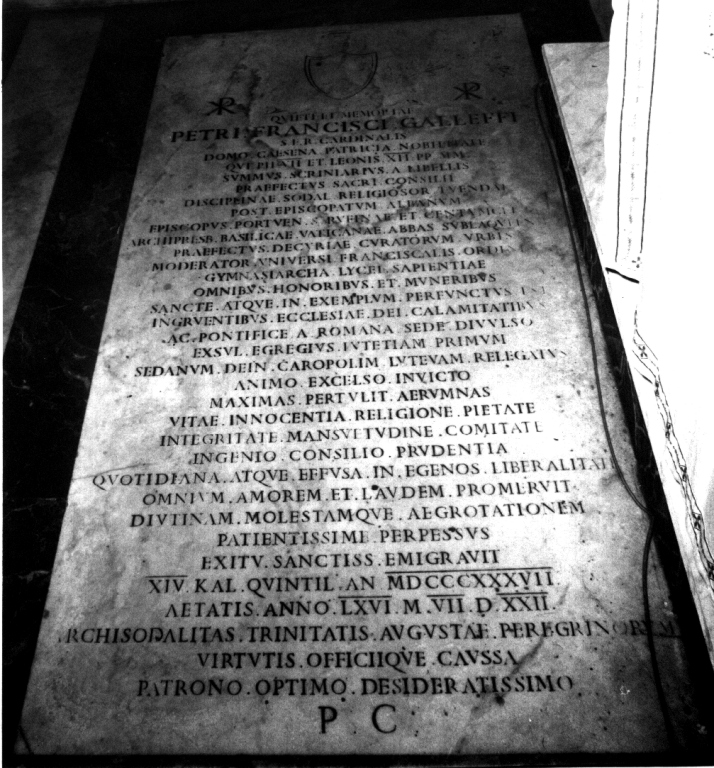 QVIETI ET MEMORIAE
PETRI FRANCISCI GALLEFFI
S.E.R. CARDINALIS
DOMO CAESENA PATRICIA NOBILITATE
QVI PII VII ET LEONIS XII PP MM
SVMMVS SCRINIARIVS A LIBELLIS
PRAEFECTVS SACRI CONSILII
DISCIPLINAE SODAL RELIGIOSOR TVENDAE
POST EPISCOPATVM ALBANVM
EPISCOPVS PORTVEN S RVFINAE ET CENTVMCELL
ARCHIPRESB BASILICAE VATICANAE ABBAS SVBLAQVEN
PRAEFECTVS DECVRIAE CVRATORVM VRBIS
MODERATOR VNIVERSI FRANCISCALIS ORDINIS
GYMNASIARCHA LYCEI SAPIENTIAE
OMNIBVS.HONORIBVS.ET.MVNERIBVS
SANCTE.ATQVE.IN.EXEMPLVM.PERFVNCTVS
INGRVENTIBVS.ECCLESIAE.DEI.CALAMITATIBVS
AC.PONTIFICE.A.ROMANA.SEDE.DIVVLSO
EXSVL.EGREGIVS.LVTETIAM PRIMVM
SEDANVM.DEIN.CAROPOLIM LVTEVAM.RELEGATVS
ANIMO.EXCELSO.INVICTO
MAXIMAS.PERTVLIT.AERVMNAS
VITAE.INNOCENTIA.RELIGIONE.PIETATE
INTEGRITATE.MANSVETVDINE.COMITATE
INGENIO.CONSILIO.PRVDENTIA
QVOTIDIANA.ATQVE.EFFVSA.IN.EGENOS.LIBERALITATE
OMNIVM.AMOREM.ET.LAVDEM.PROMERVIT
DIVTINAM.MOLESTAMQVE.AEGROTATIONEM
PATIENTISSIME.PERPESSVS
EXITV.SANCTISS.EMIGRAVIT
XIV.KAL.QVINTIL.AN.MDCCCXXXVII.
AETATIS.ANNO.LXVI.M.VII.D.XXII.
ARCHISODALITAS.TRINITATIS.AVGVSTAE.PEREGRINORVM
VIRTVTIS.OFFICIIQVE.CAVSSA
PATRONO.OPTIMO.DESIDERATISSIMO
P C